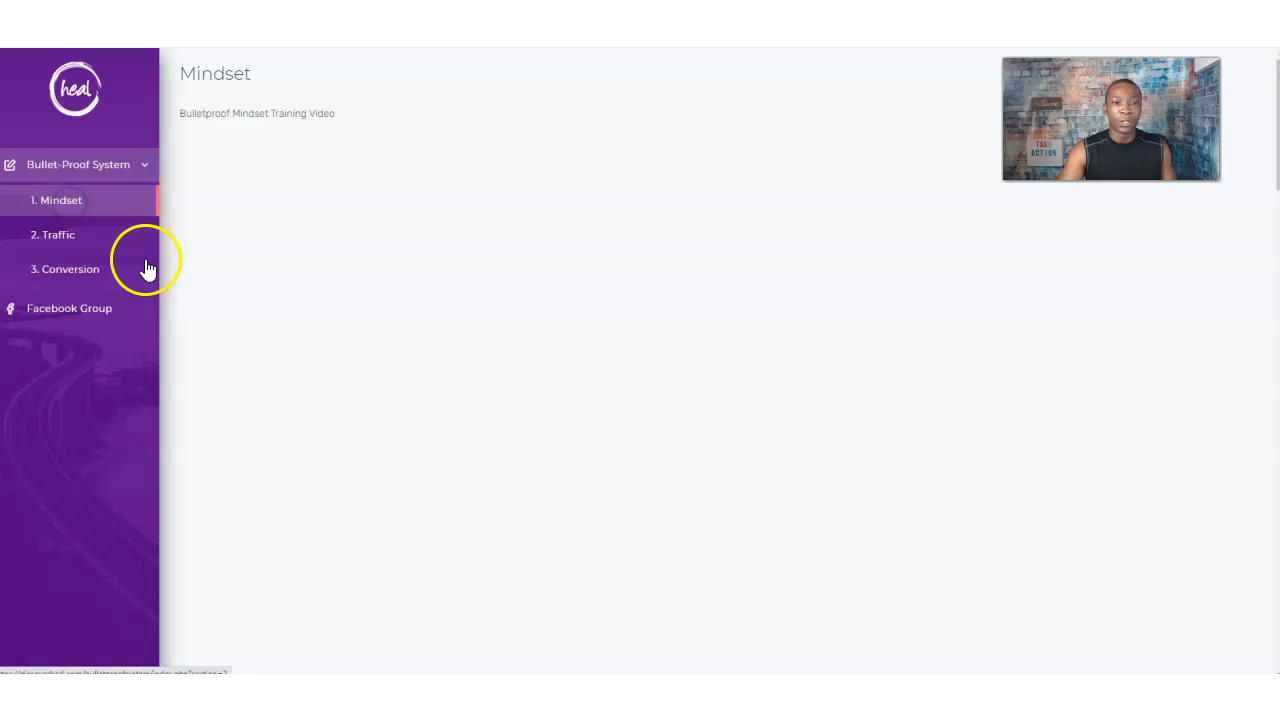 heal
Bullet-Proof System
1. Mindset
2. Traffic
3. Conversion
Facebook Group
Mindset
Bulletproof Mindset Training Video
TAKE
ACTION